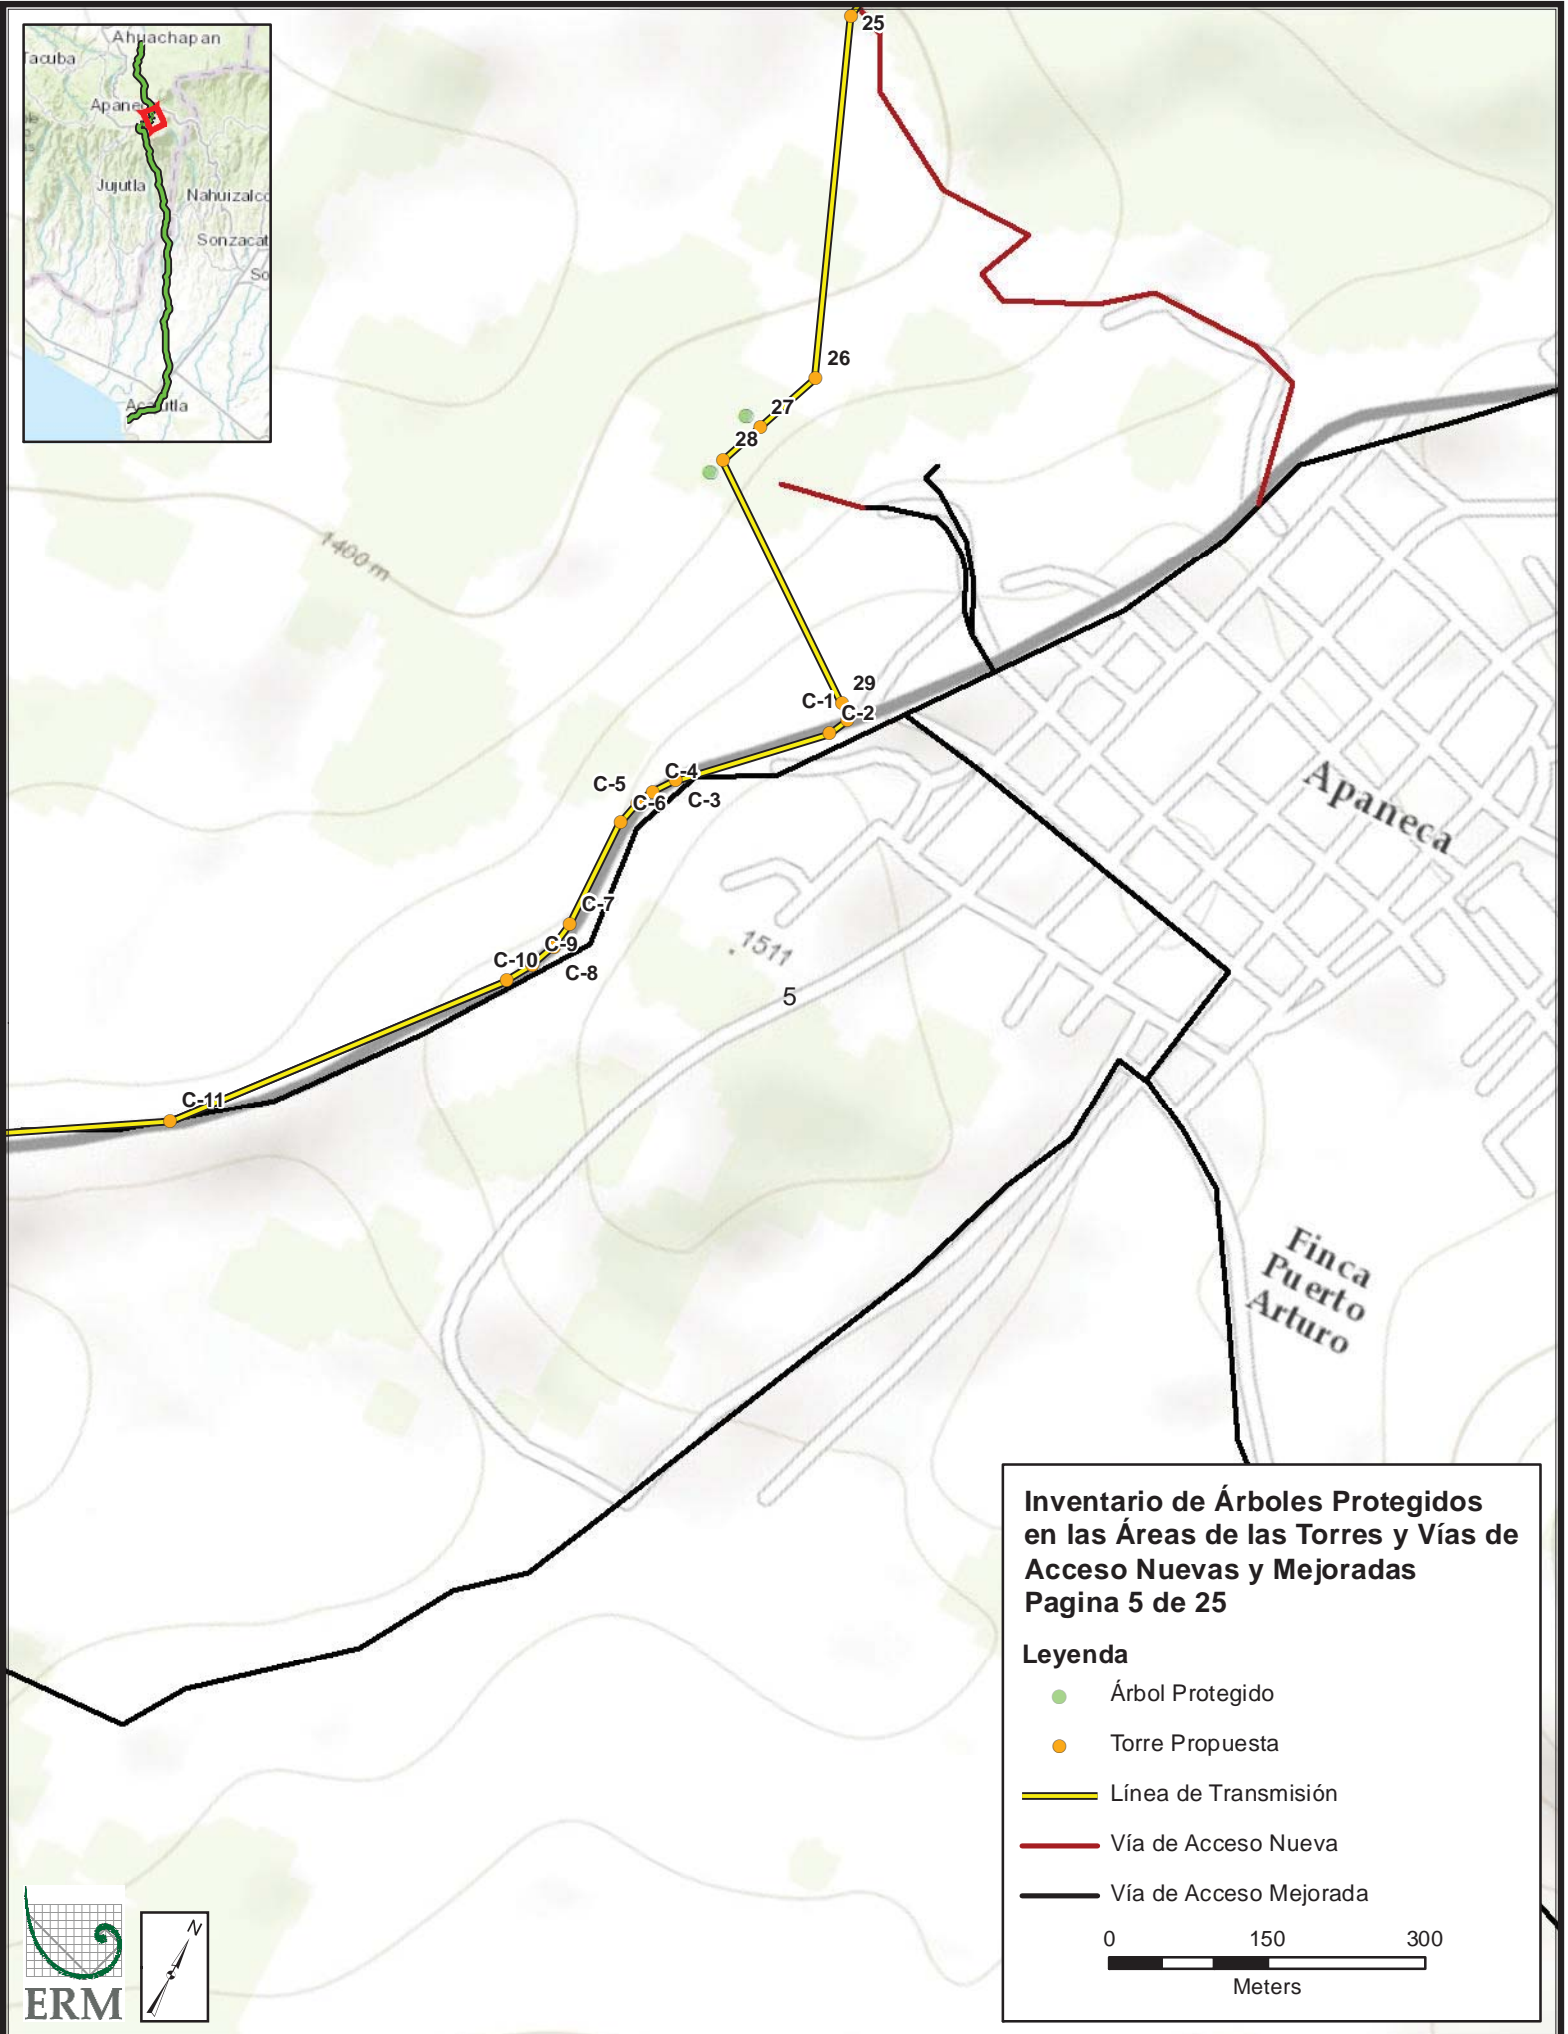 Ahuachapan
Tacuba
Apanec
Jujutla
Nahuizalco
Sonzacat
So
Acajutla
25
26
27
28
1400 m
29
C-1
C-2
C-4
C-5
C-6
C-3
C-7
C-9
C-10
C-8
C-11
Apaneca
1511
5
Finca
Puerto
Arturo
Inventario de Árboles Protegidos
en las Áreas de las Torres y Vías de
Acceso Nuevas y Mejoradas
Pagina 5 de 25
Leyenda
Árbol Protegido
Torre Propuesta
Línea de Transmisión
Vía de Acceso Nueva
Vía de Acceso Mejorada
0 150 300
Meters
N
ERM